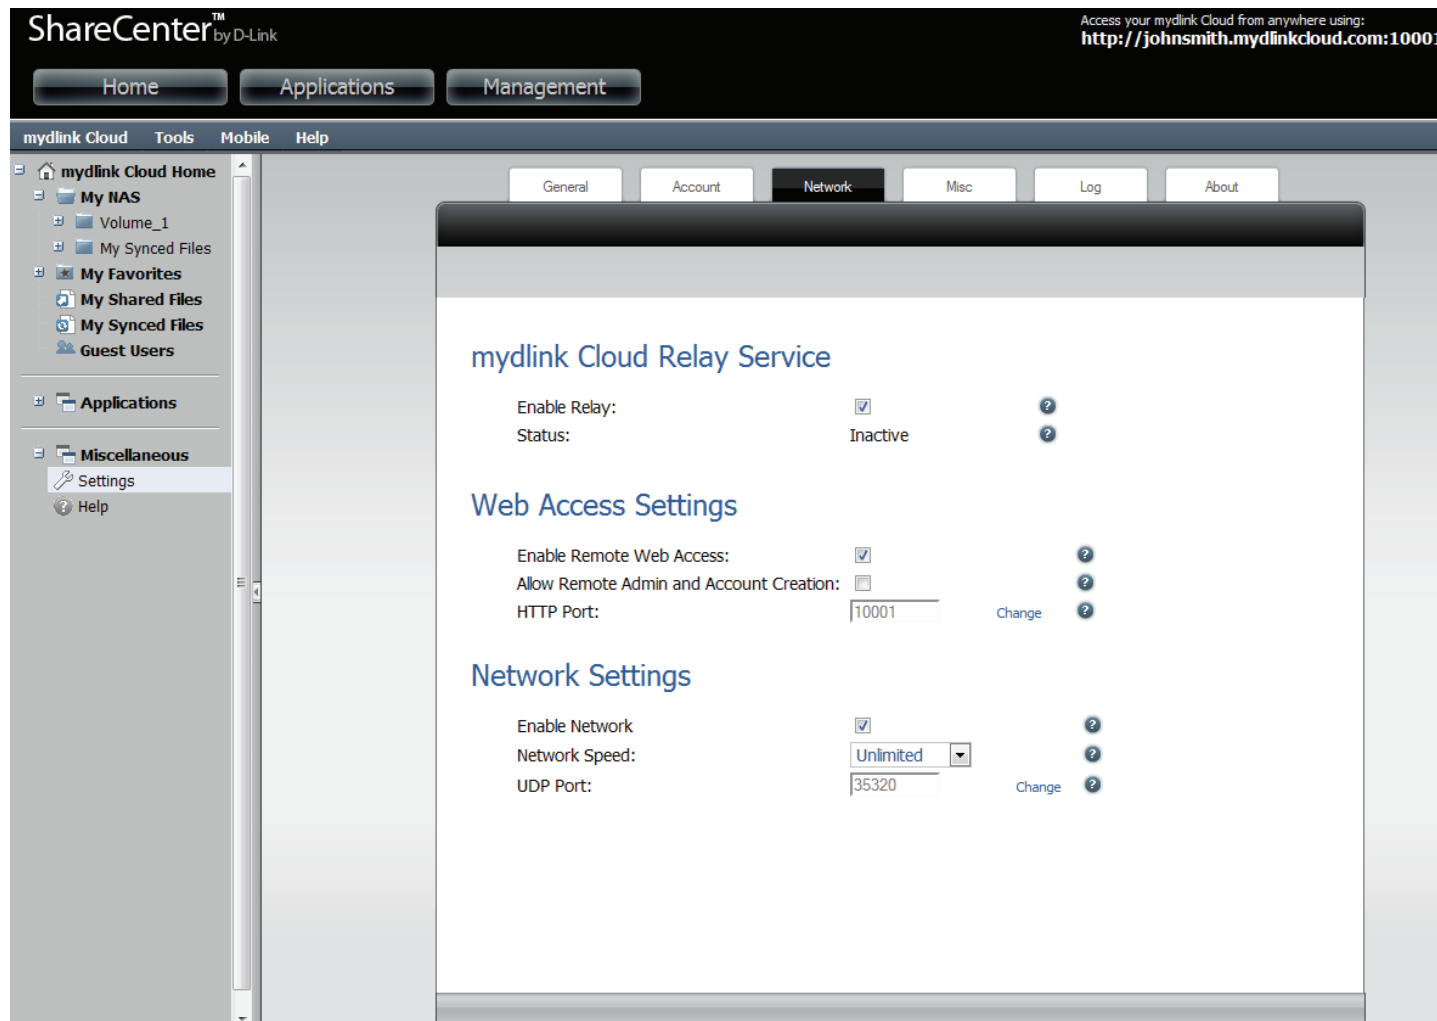 ShareCenter™ by D-Link
Access your mydlink Cloud from anywhere using:
http://johnsmith.mydlinkcloud.com:10001
Home Applications Management
mydlink Cloud Tools Mobile Help
mydlink Cloud Home
My NAS
Volume_1
My Synced Files
My Favorites
My Shared Files
My Synced Files
Guest Users
Applications
Miscellaneous
Settings
Help
General Account Network Misc Log About
mydlink Cloud Relay Service
Enable Relay:
Status: Inactive
Web Access Settings
Enable Remote Web Access:
Allow Remote Admin and Account Creation:
HTTP Port: 10001 Change
Network Settings
Enable Network
Network Speed: Unlimited
UDP Port: 35320 Change